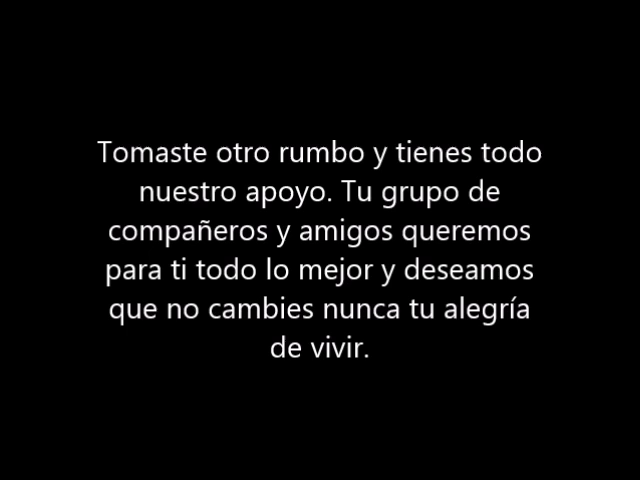 Tomaste otro rumbo y tienes todo
nuestro apoyo. Tu grupo de
compañeros y amigos queremos
para ti todo lo mejor y deseamos
que no cambies nunca tu alegría
de vivir.